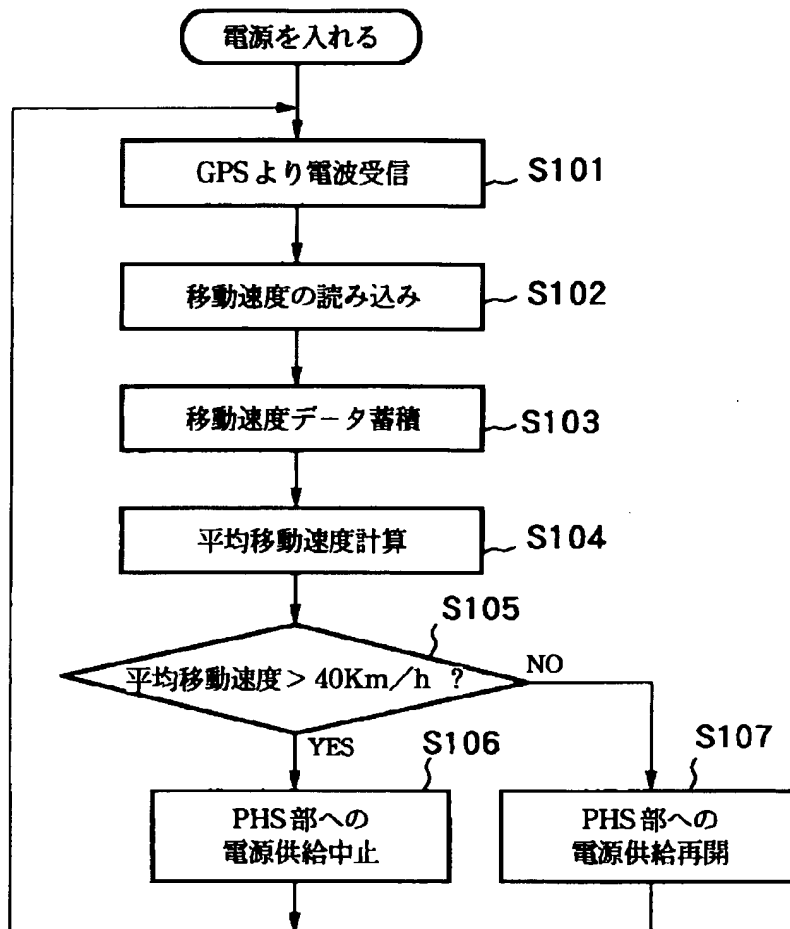 電源を入れる
GPSより電波受信
S101
移動速度の読み込み
S102
移動速度データ蓄積
S103
平均移動速度計算
S104
S105
平均移動速度＞40Km／h ？
NO
YES
S106
PHS部への
電源供給中止
S107
PHS部への
電源供給再開